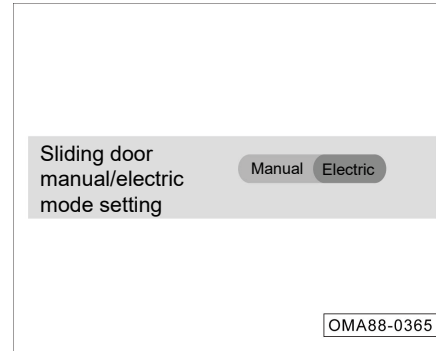 Sliding door
manual/electric
mode setting
Manual Electric
OMA88-0365